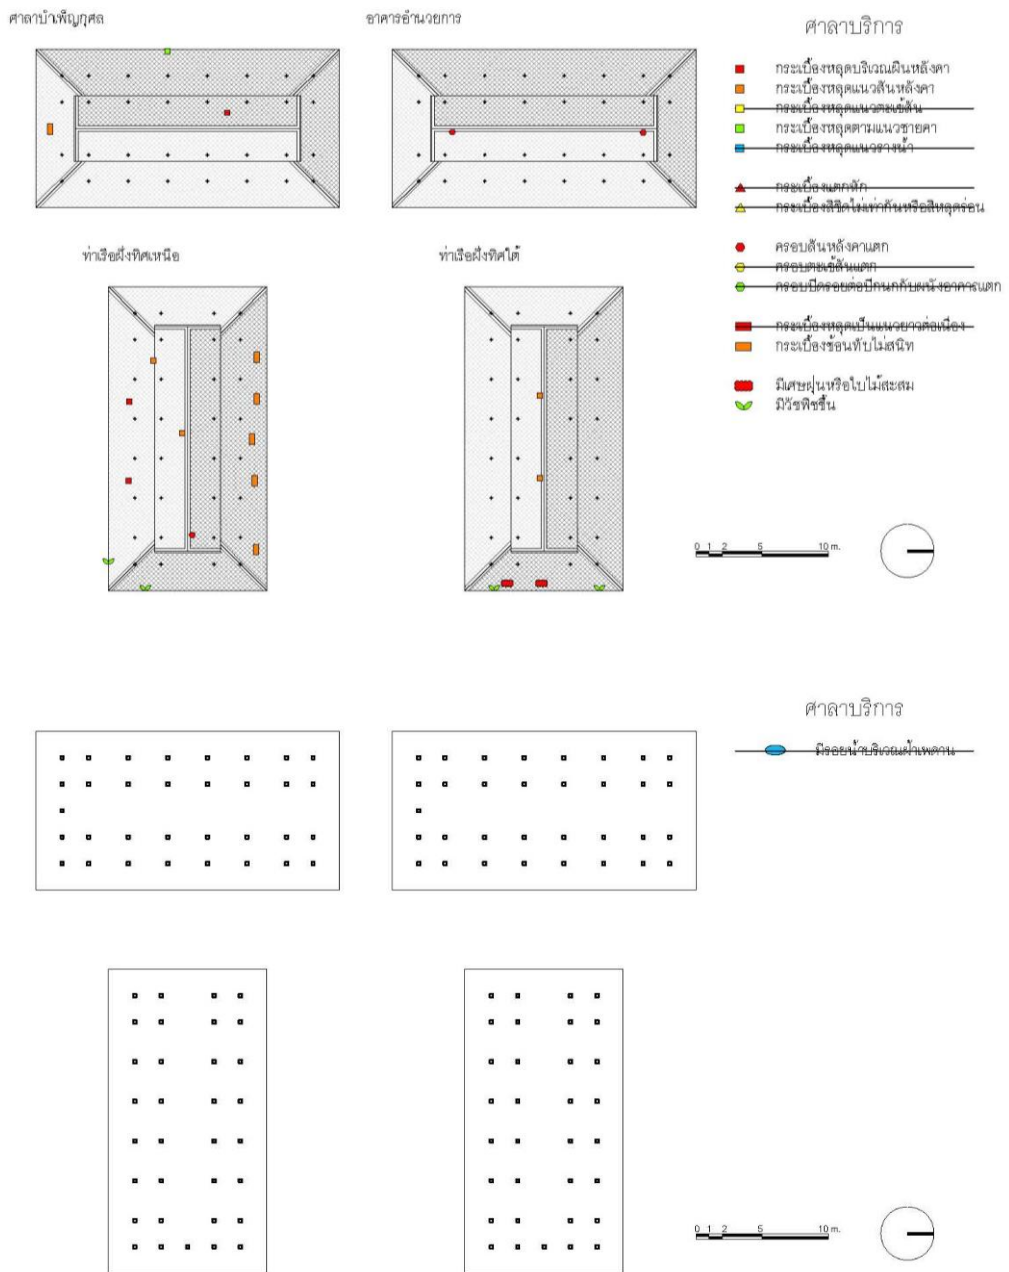 ศาลาบำเพ็ญกุศล
อาคารอำนวยการ
ศาลาบริการ
กระเบื้องหลุดบริเวณผืนหลังคา
กระเบื้องหลุดแนวสันหลังคา
กระเบื้องหลุดแนวตะเข้สัน
กระเบื้องหลุดตามแนวชายคา
กระเบื้องหลุดแนวรางน้ำ
กระเบื้องแตกหัก
กระเบื้องสีซีดไม่เท่ากันหรือสีหลุดร่อน
ครอบสันหลังคาแตก
ครอบตะเข้สันแตก
ครอบปิดรอยต่อปีกนกกับผนังอาคารแตก
กระเบื้องหลุดเป็นแนวยาวต่อเนื่อง
กระเบื้องซ้อนทับไม่สนิท
มีเศษฝุ่นหรือใบไม้สะสม
มีวัชพืชขึ้น
ท่าเรือฝั่งทิศเหนือ
ท่าเรือฝั่งทิศใต้
0 1 2 5 10 m.
ศาลาบริการ
มีรอยน้ำบริเวณฝ้าเพดาน
0 1 2 5 10 m.